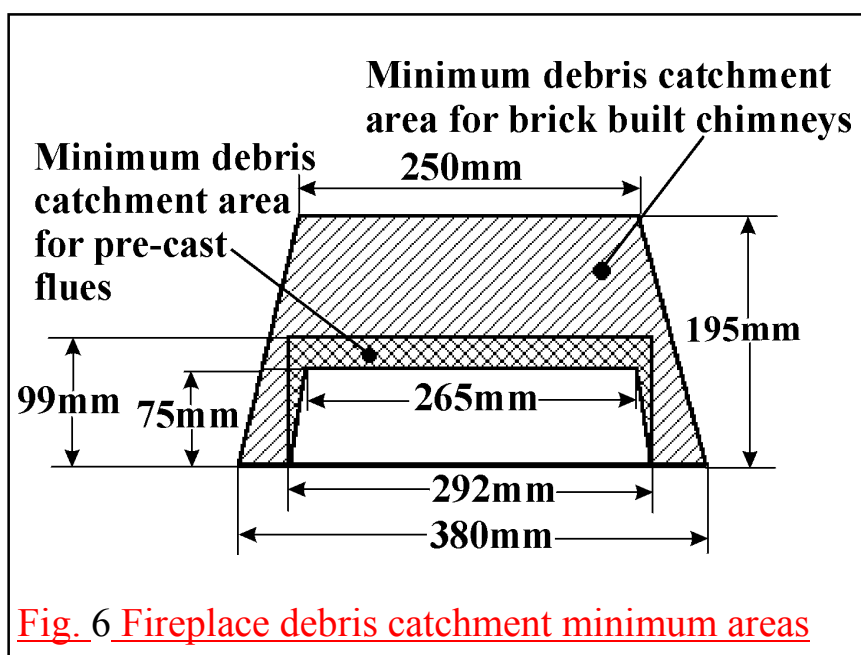 Minimum debris catchment
area for brick built chimneys
Minimum debris
catchment area
for pre-cast
flues
250mm
195mm
99mm
75mm
265mm
292mm
380mm
Fig. 6 Fireplace debris catchment minimum areas